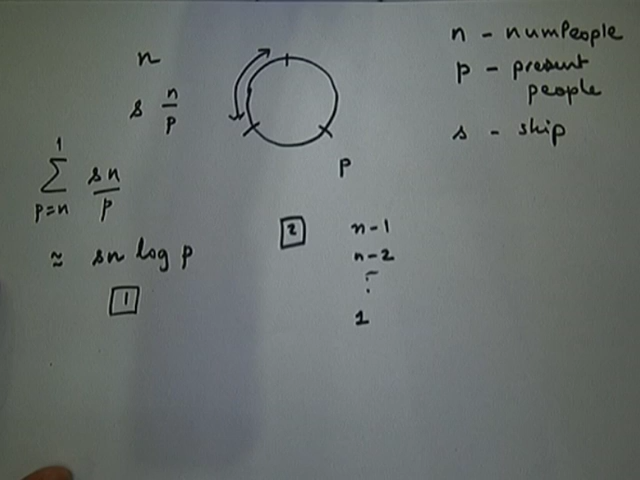 n
s n/p
∑ p=n 1 sn/p
≈ sn log p
1
p
2
n-1
n-2
⋮
1
n - numPeople
p - present
people
s - skip